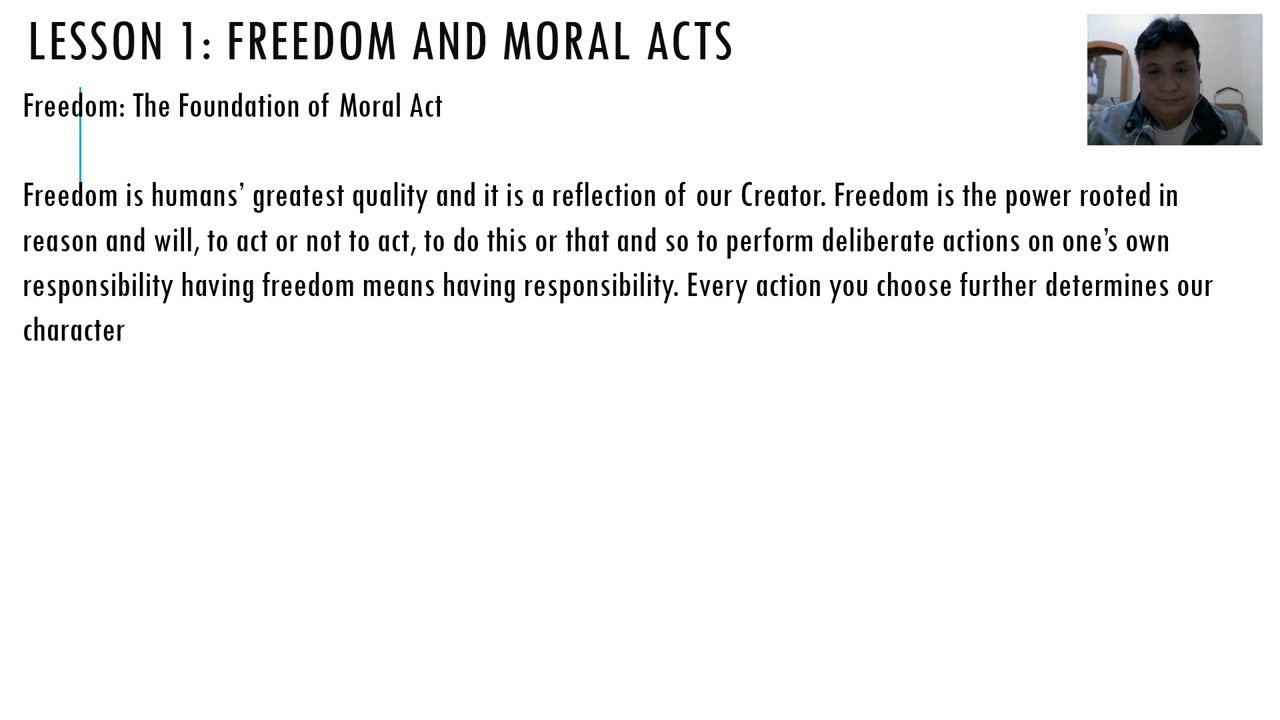 LESSON 1: FREEDOM AND MORAL ACTS
Freedom: The Foundation of Moral Act
Freedom is humans’ greatest quality and it is a reflection of our Creator. Freedom is the power rooted in
reason and will, to act or not to act, to do this or that and so to perform deliberate actions on one’s own
responsibility having freedom means having responsibility. Every action you choose further determines our
character